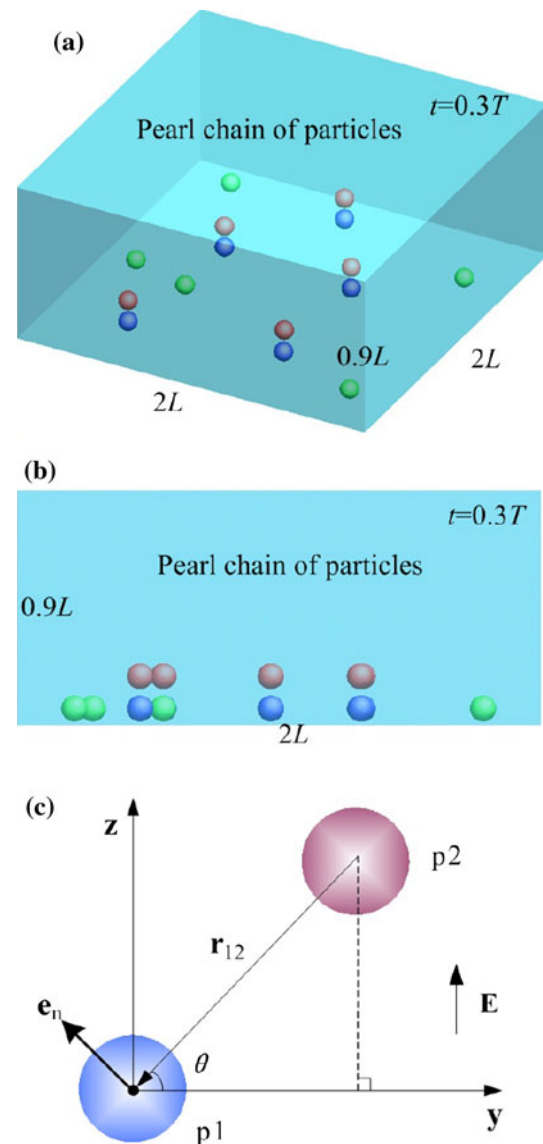 (a)
t=0.3T
Pearl chain of particles
0.9L
2L
2L
(b)
t=0.3T
Pearl chain of particles
0.9L
2L
(c)
z
p2
r12
en
E
θ
y
p1